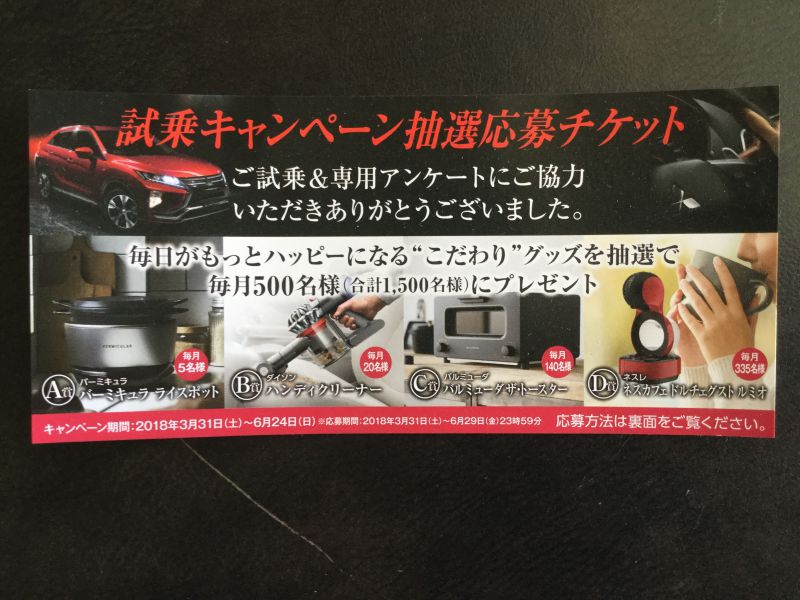 試乗キャンペーン抽選応募チケット
ご試乗&専用アンケートにご協力
いただきありがとうございました。
毎日がもっとハッピーになる“こだわり”グッズを抽選で
毎月500名様(合計1,500名様)にプレゼント
VERMICULAR
毎月
5名様
A賞
バーミキュラ
バーミキュラ ライスポット
毎月
20名様
B賞
ダイソン
ハンディクリーナー
毎月
140名様
C賞
バルミューダ
バルミューダ ザ・トースター
毎月
335名様
D賞
ネスレ
ネスカフェ ドルチェグスト ルミオ
キャンペーン期間:2018年3月31日(土)~6月24日(日) ※応募期間:2018年3月31日(土)~6月29日(金)23時59分 応募方法は裏面をご覧ください。